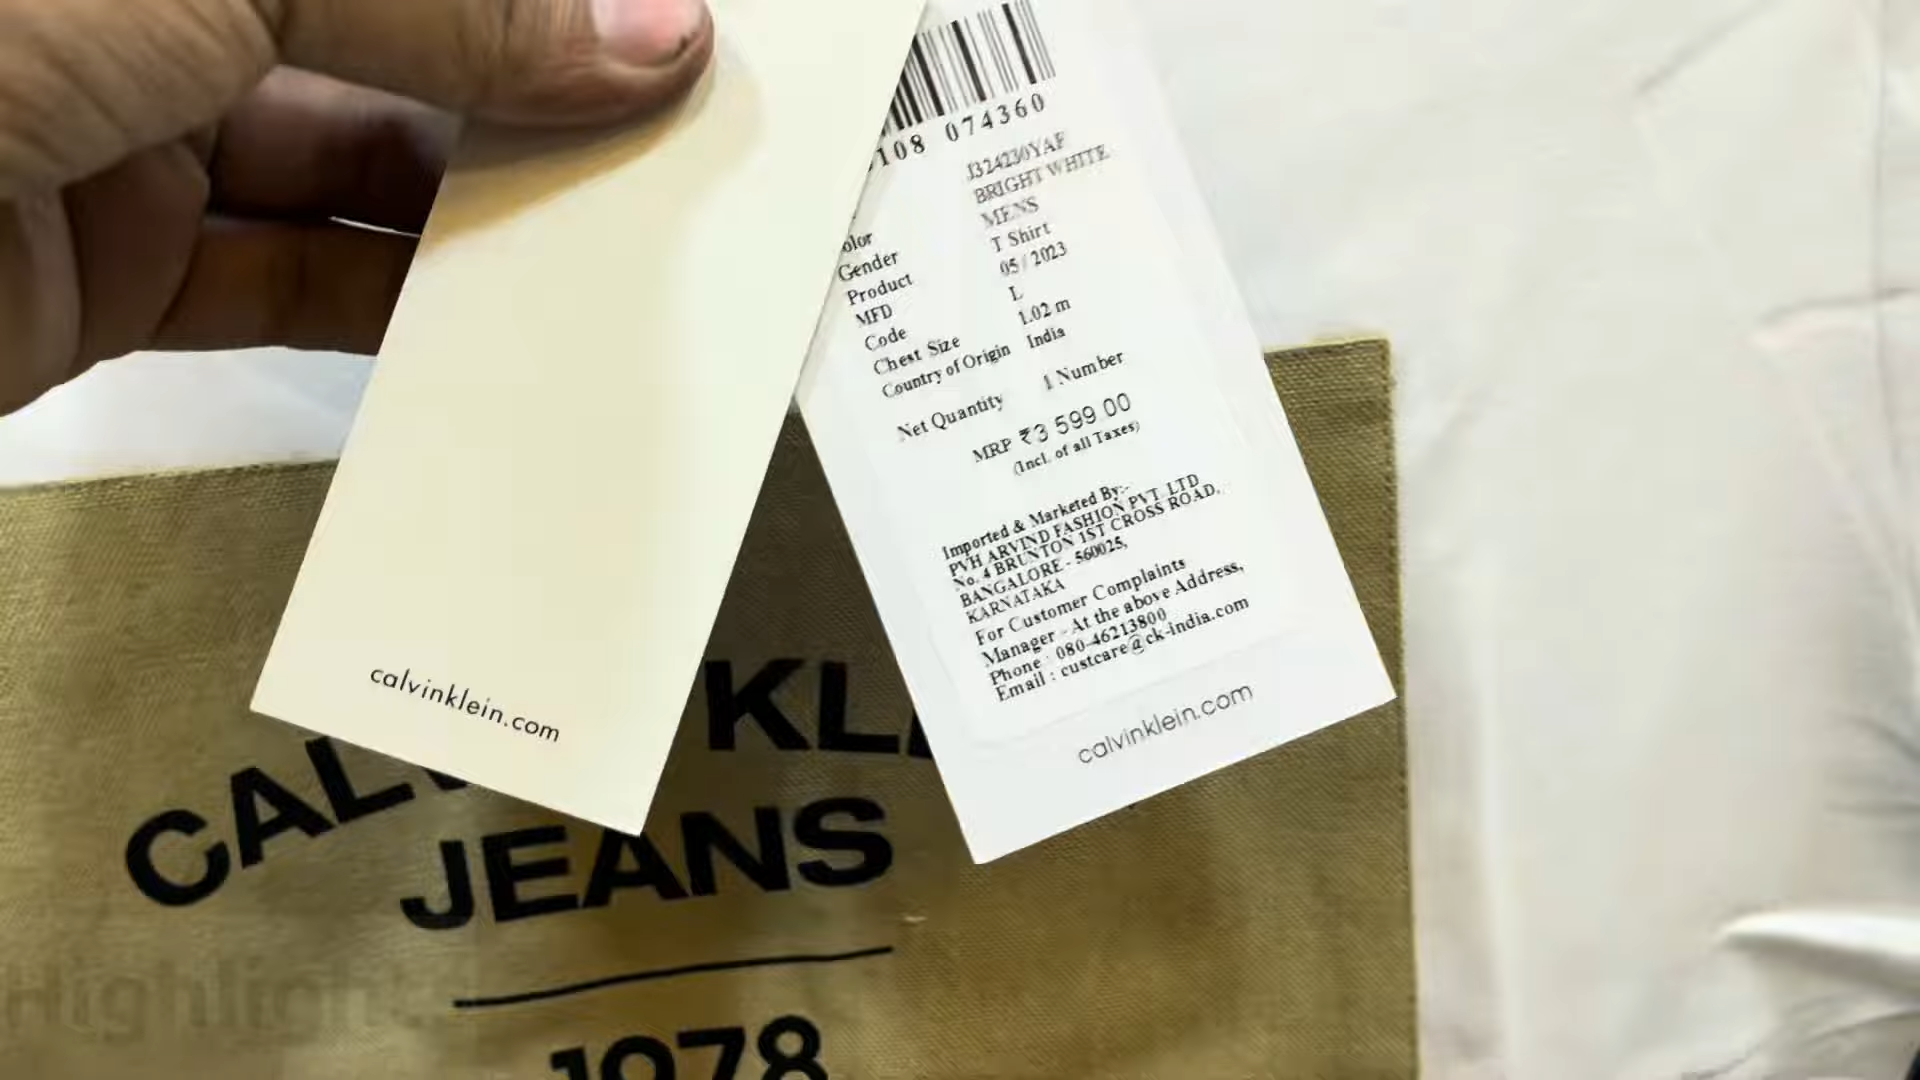 108 074360
J324230YAF
olor BRIGHT WHITE
Gender MENS
Product T Shirt
MFD 05 / 2023
Code L
Chest Size 1.02 m
Country of Origin India
Net Quantity 1 Number
MRP ₹3 599.00
(Incl. of all Taxes)
Imported & Marketed By:-
PVH ARVIND FASHION PVT. LTD
No. 4 BRUNTON 1ST CROSS ROAD,
BANGALORE - 560025,
KARNATAKA
For Customer Complaints
Manager - At the above Address,
Phone : 080-46213800
Email : custcare@ck-india.com
calvinklein.com
calvinklein.com
CALV KL
JEANS
1978
Highligh